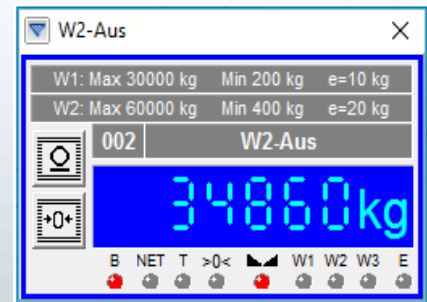 W2-Aus
W1: Max 30000 kg Min 200 kg e=10 kg
W2: Max 60000 kg Min 400 kg e=20 kg
002 W2-Aus
34860kg
→0←
B NET T >0< W1 W2 W3 E